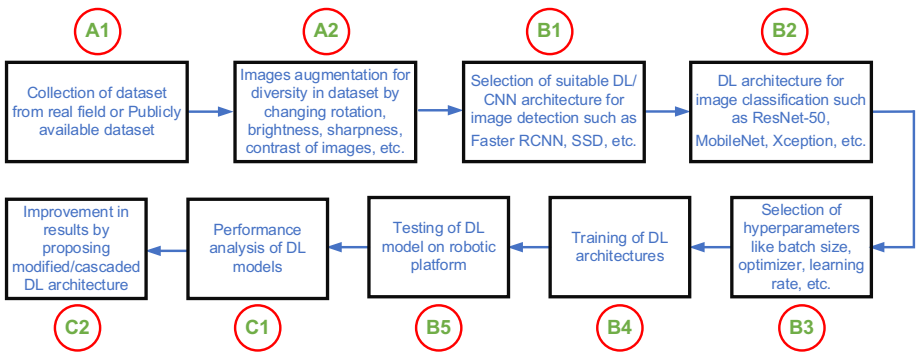 A1
A2
B1
B2
Collection of dataset
from real field or Publicly
available dataset
Images augmentation for
diversity in dataset by
changing rotation,
brightness, sharpness,
contrast of images, etc.
Selection of suitable DL/
CNN architecture for
image detection such as
Faster RCNN, SSD, etc.
DL architecture for
image classification such
as ResNet-50,
MobileNet, Xception, etc.
Improvement in
results by
proposing
modified/cascaded
DL architecture
Performance
analysis of DL
models
Testing of DL
model on robotic
platform
Training of DL
architectures
Selection of
hyperparameters
like batch size,
optimizer, learning
rate, etc.
C2
C1
B5
B4
B3